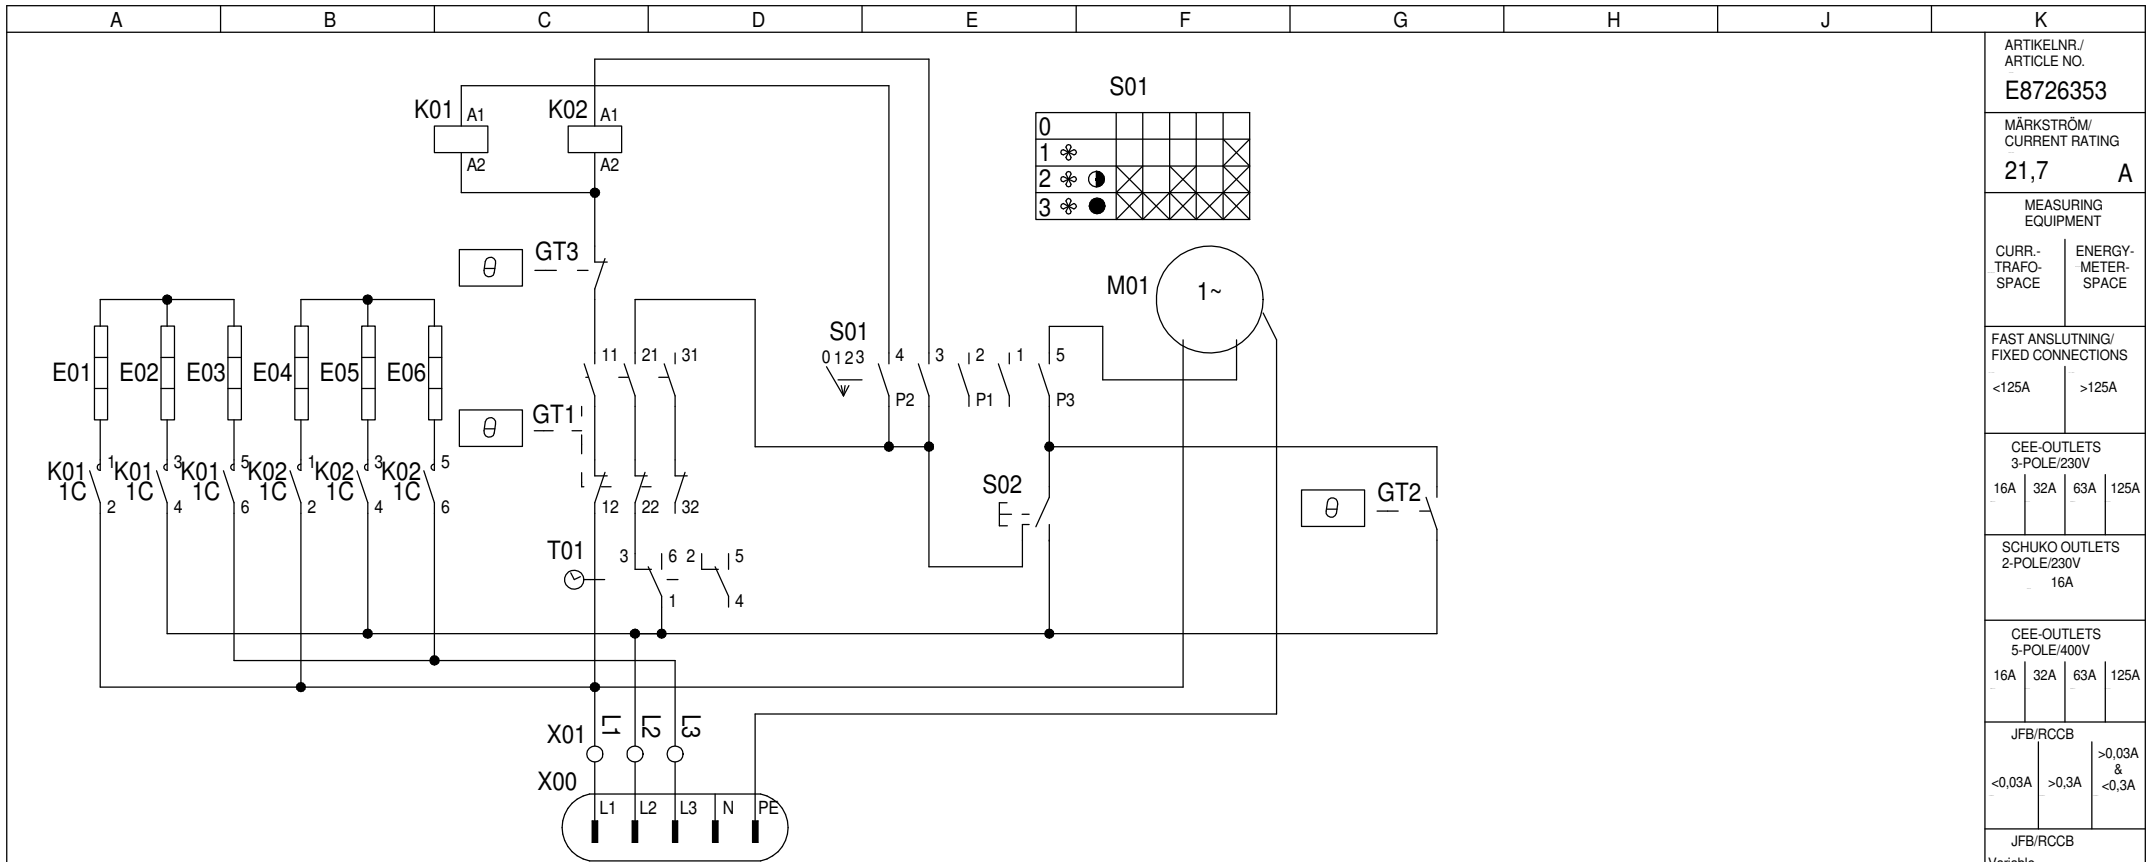 A B C D E F G H J K
ARTIKELNR./
ARTICLE NO.
E8726353
MÄRKSTRÖM/
CURRENT RATING
21,7 A
MEASURING
EQUIPMENT
CURR.- ENERGY-
TRAFO- METER-
SPACE SPACE
FAST ANSLUTNING/
FIXED CONNECTIONS
<125A >125A
CEE-OUTLETS
3-POLE/230V
16A 32A 63A 125A
SCHUKO OUTLETS
2-POLE/230V
16A
CEE-OUTLETS
5-POLE/400V
16A 32A 63A 125A
JFB/RCCB
<0,03A >0,3A >0,03A
&
<0,3A
JFB/RCCB
Variable
S01
0
1
2
3
K01 A1 K02 A1
A2 A2
GT3
M01 1~
S01
0123 4 3 2 1 5
P2 P1 P3
11 21 31
E01 E02 E03 E04 E05 E06
GT1
K01 1 K01 3 K01 5 K02 1 K02 3 K02 5
1C 1C 1C 1C 1C 1C
2 4 6 2 4 6
12 22 32
S02
GT2
T01 3 6 2 5
1 4
X01 L1 L2 L3
X00
L1 L2 L3 N PE